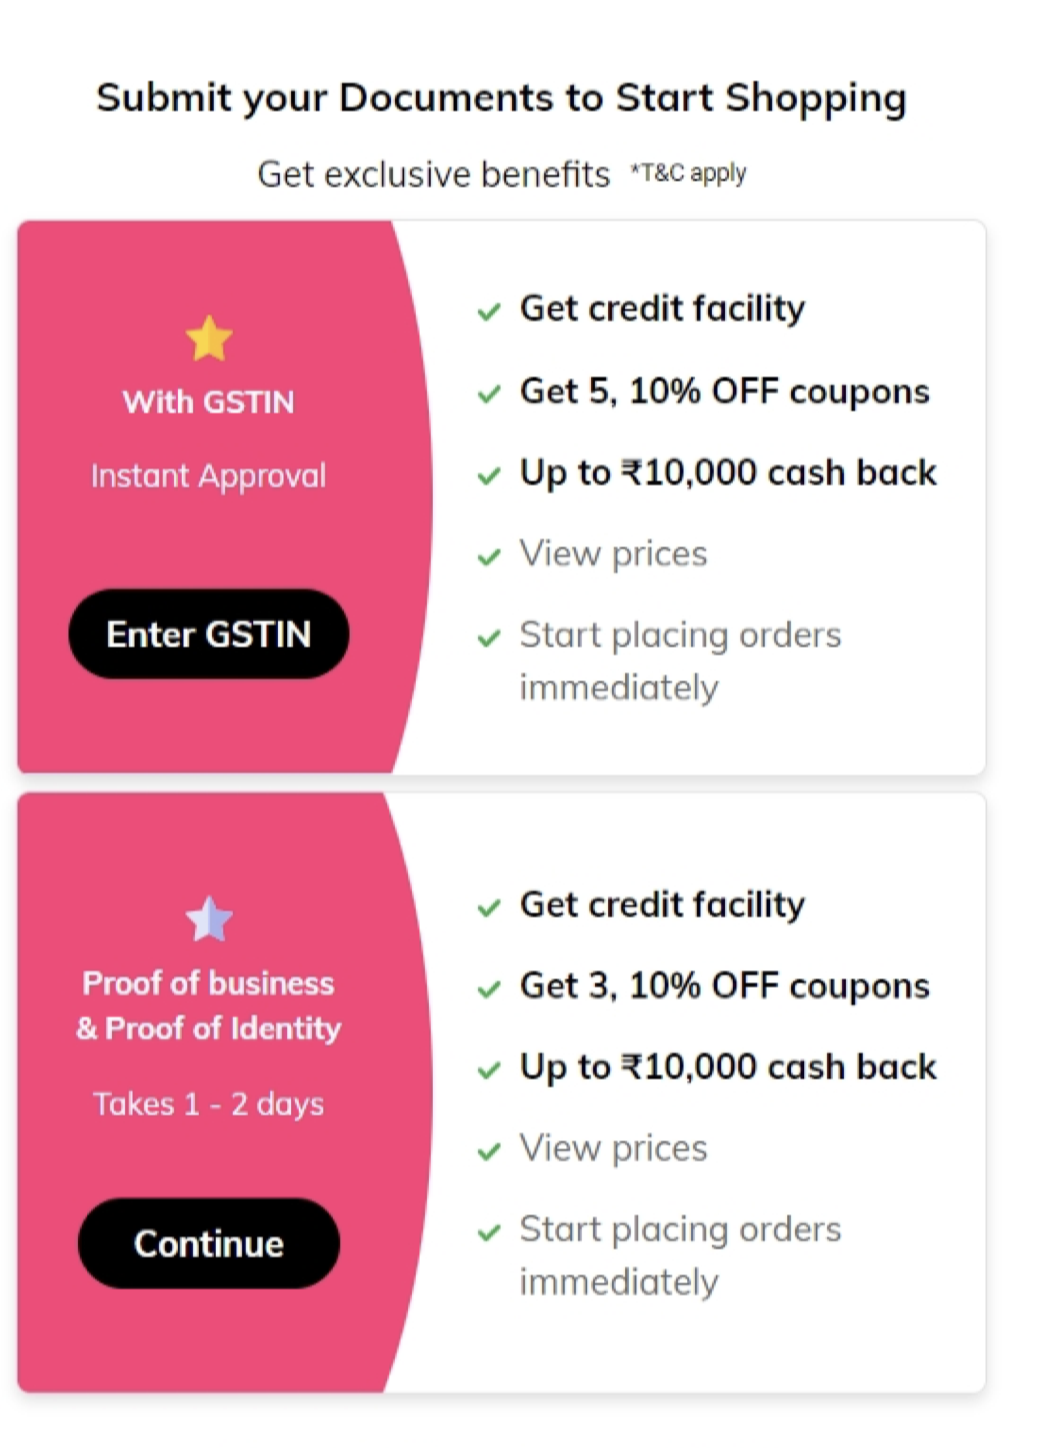 Submit your Documents to Start Shopping
Get exclusive benefits *T&C apply
With GSTIN
Instant Approval
Enter GSTIN
Get credit facility
Get 5, 10% OFF coupons
Up to ₹10,000 cash back
View prices
Start placing orders
immediately
Proof of business
& Proof of Identity
Takes 1 - 2 days
Continue
Get credit facility
Get 3, 10% OFF coupons
Up to ₹10,000 cash back
View prices
Start placing orders
immediately